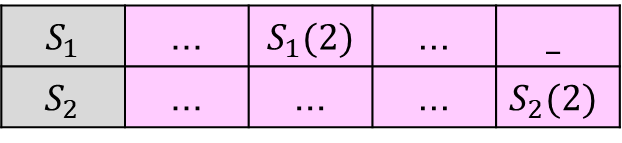 S₁ ... S₁(2) ... _
S₂ ... ... ... S₂(2)